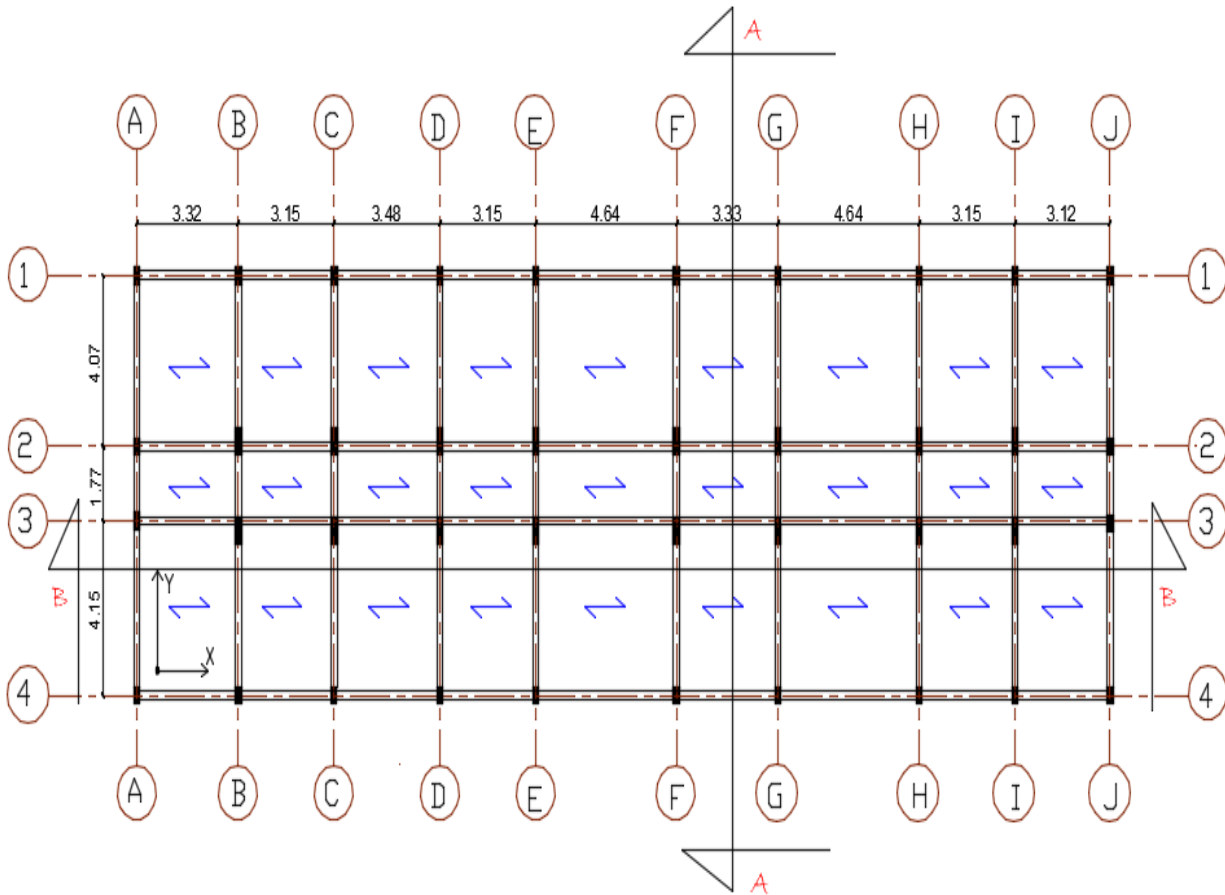 A
A B C D E F G H I J
3.32 3.15 3.48 3.15 4.64 3.33 4.64 3.15 3.12
1 1
4.07
2 2
1.77
3 3
Y
B B
4.15
X
4 4
A B C D E F G H I J
A